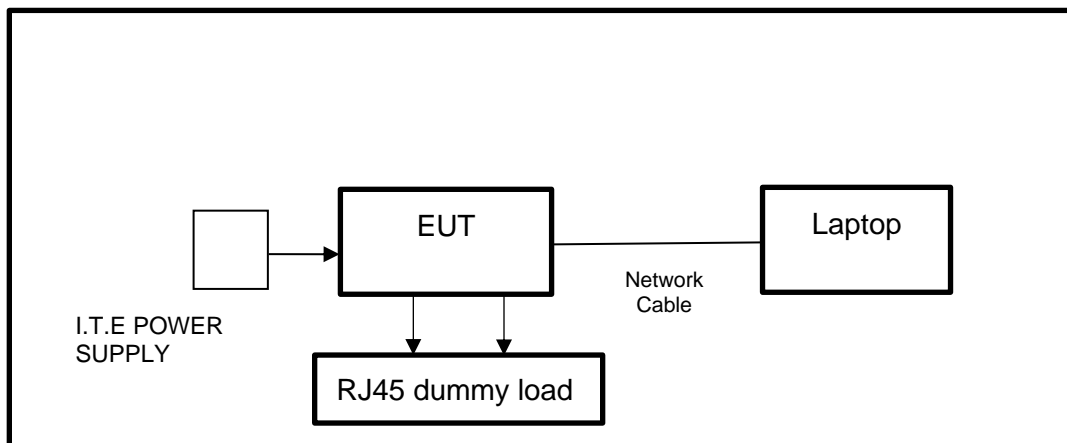 EUT
Laptop
Network
Cable
I.T.E POWER
SUPPLY
RJ45 dummy load